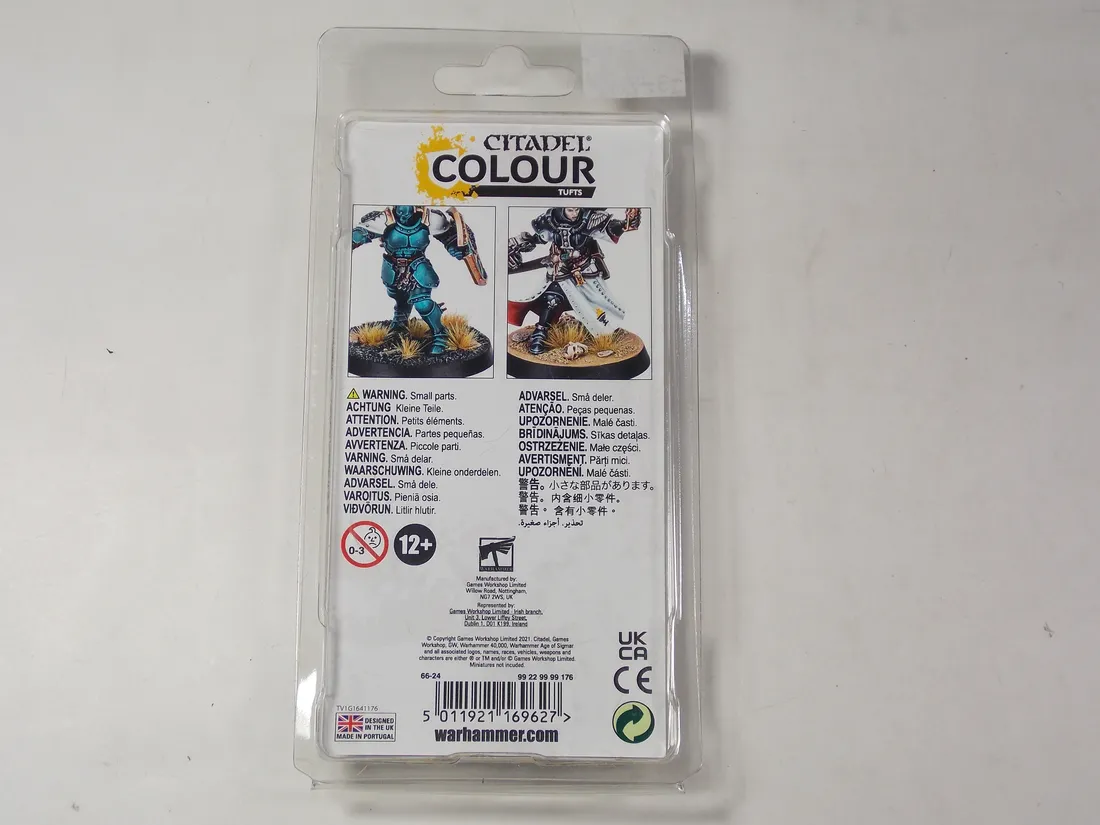 CITADEL®
COLOUR
TUFTS
WARNING. Small parts.
ACHTUNG Kleine Teile.
ATTENTION. Petits éléments.
ADVERTENCIA. Partes pequeñas.
AVVERTENZA. Piccole parti.
VARNING. Små delar.
WAARSCHUWING. Kleine onderdelen.
ADVARSEL. Små dele.
VAROITUS. Pieniä osia.
VIÐVÖRUN. Litlir hlutir.
ADVARSEL. Små deler.
ATENÇÃO. Peças pequenas.
UPOZORNENIE. Malé časti.
BRĪDINĀJUMS. Sīkas detaļas.
OSTRZEŻENIE. Małe części.
AVERTISMENT. Părți mici.
UPOZORNĚNÍ. Malé části.
警告。小さな部品があります。
警告。内含细小零件。
警告。含有小零件。
تحذير. أجزاء صغيرة.
0-3
12+
WARHAMMER
Manufactured by:
Games Workshop Limited
Willow Road, Nottingham,
NG7 2WS, UK
Represented by:
Games Workshop Limited - Irish branch,
Unit 3, Lower Liffey Street,
Dublin 1, D01 K199, Ireland
© Copyright Games Workshop Limited 2021. Citadel, Games
Workshop, GW, Warhammer 40,000, Warhammer Age of Sigmar
and all associated logos, names, races, vehicles, weapons and
characters are either ® or TM and/or © Games Workshop Limited.
Miniatures not included.
UK
CA
CE
66-24 99 22 99 99 176
5 011921 169627 >
TV1G1641176
DESIGNED
IN THE UK
MADE IN PORTUGAL
warhammer.com